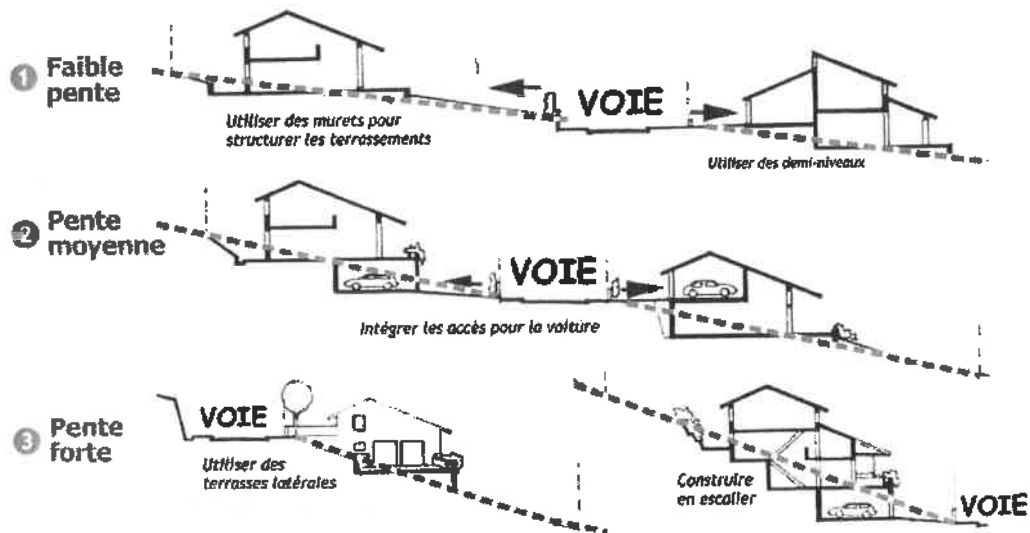 1 Faible
pente
VOIE
Utiliser des murets pour
structurer les terrassements
Utiliser des demi-niveaux
2 Pente
moyenne
VOIE
Intégrer les accès pour la voiture
3 Pente
forte
VOIE
Utiliser des
terrasses latérales
Construire
en escalier
VOIE